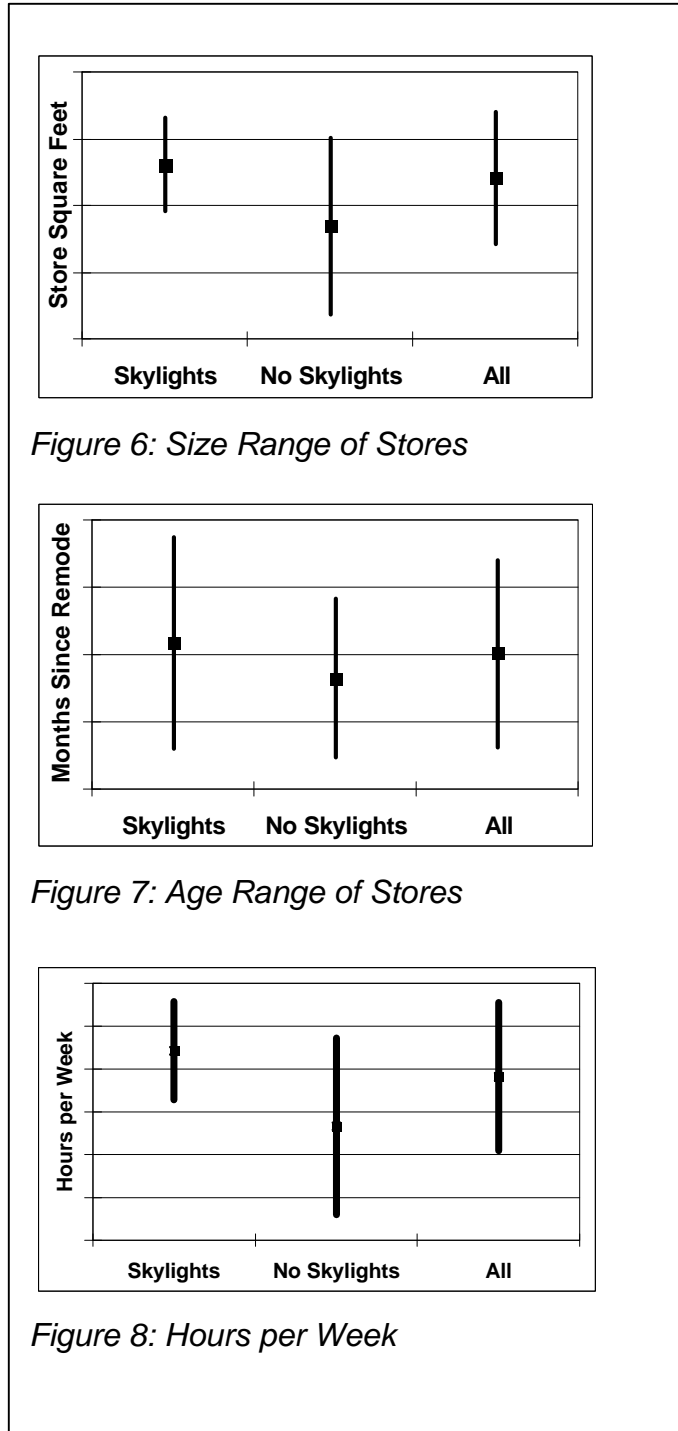 Store Square Feet
Skylights No Skylights All
Figure 6: Size Range of Stores
Months Since Remode
Skylights No Skylights All
Figure 7: Age Range of Stores
Hours per Week
Skylights No Skylights All
Figure 8: Hours per Week